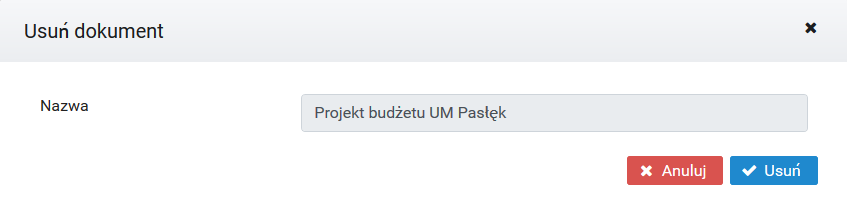 Usuń dokument
Nazwa
Projekt budżetu UM Pasłęk
Anuluj
Usuń